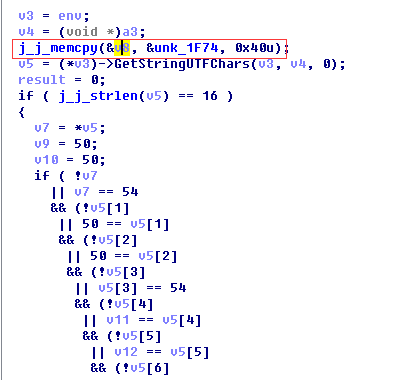 v3 = env;
v4 = (void *)a3;
j_j_memcpy(&v8, &unk_1F74, 0x40u);
v5 = (*v3)->GetStringUTFChars(v3, v4, 0);
result = 0;
if ( j_j_strlen(v5) == 16 )
{
v7 = *v5;
v9 = 50;
v10 = 50;
if ( !v7
|| v7 == 54
&& (!v5[1]
|| 50 == v5[1]
&& (!v5[2]
|| 50 == v5[2]
&& (!v5[3]
|| v5[3] == 54
&& (!v5[4]
|| v11 == v5[4]
&& (!v5[5]
|| v12 == v5[5]
&& (!v5[6]